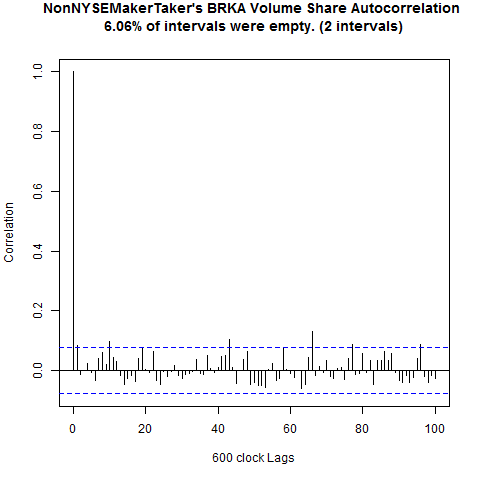 NonNYSEMakerTaker's BRKA Volume Share Autocorrelation
6.06% of intervals were empty. (2 intervals)
1.0
0.8
0.6
0.4
0.2
0.0
Correlation
0 20 40 60 80 100
600 clock Lags